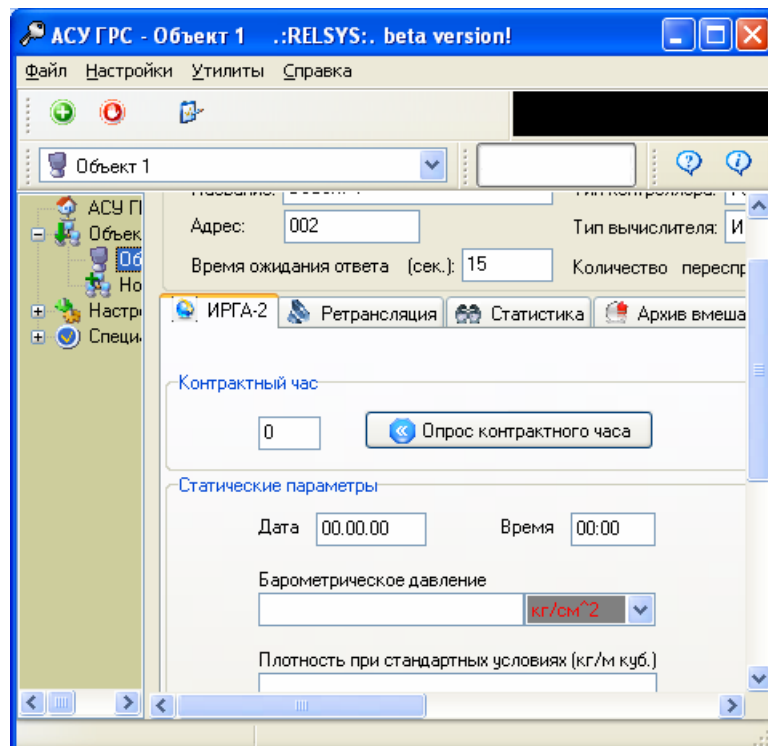 АСУ ГРС - Объект 1 .:RELSYS:. beta version!
Файл Настройки Утилиты Справка
Объект 1
АСУ ГІ
Объек
Об
Но
Настр
Специ
Адрес: 002
Тип вычислителя: И
Время ожидания ответа (сек.): 15
Количество переспр
ИРГА-2 Ретрансляция Статистика Архив вмеша
Контрактный час
0 Опрос контрактного часа
Статические параметры
Дата 00.00.00 Время 00:00
Барометрическое давление
кг/см^2
Плотность при стандартных условиях (кг/м куб.)